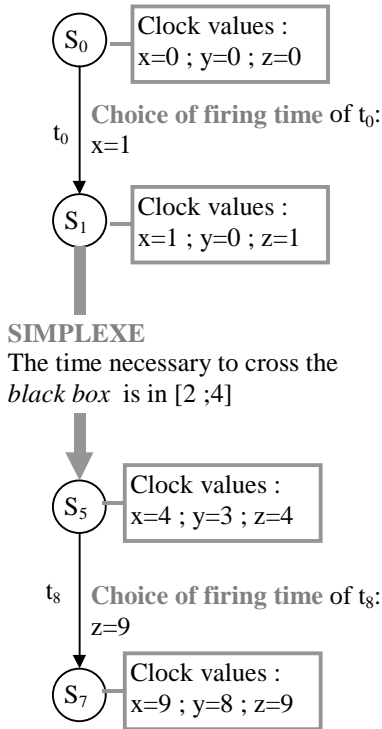 S₀
Clock values :
x=0 ; y=0 ; z=0
t₀
Choice of firing time of t₀:
x=1
S₁
Clock values :
x=1 ; y=0 ; z=1
SIMPLEXE
The time necessary to cross the
black box is in [2 ;4]
S₅
Clock values :
x=4 ; y=3 ; z=4
t₈
Choice of firing time of t₈:
z=9
S₇
Clock values :
x=9 ; y=8 ; z=9